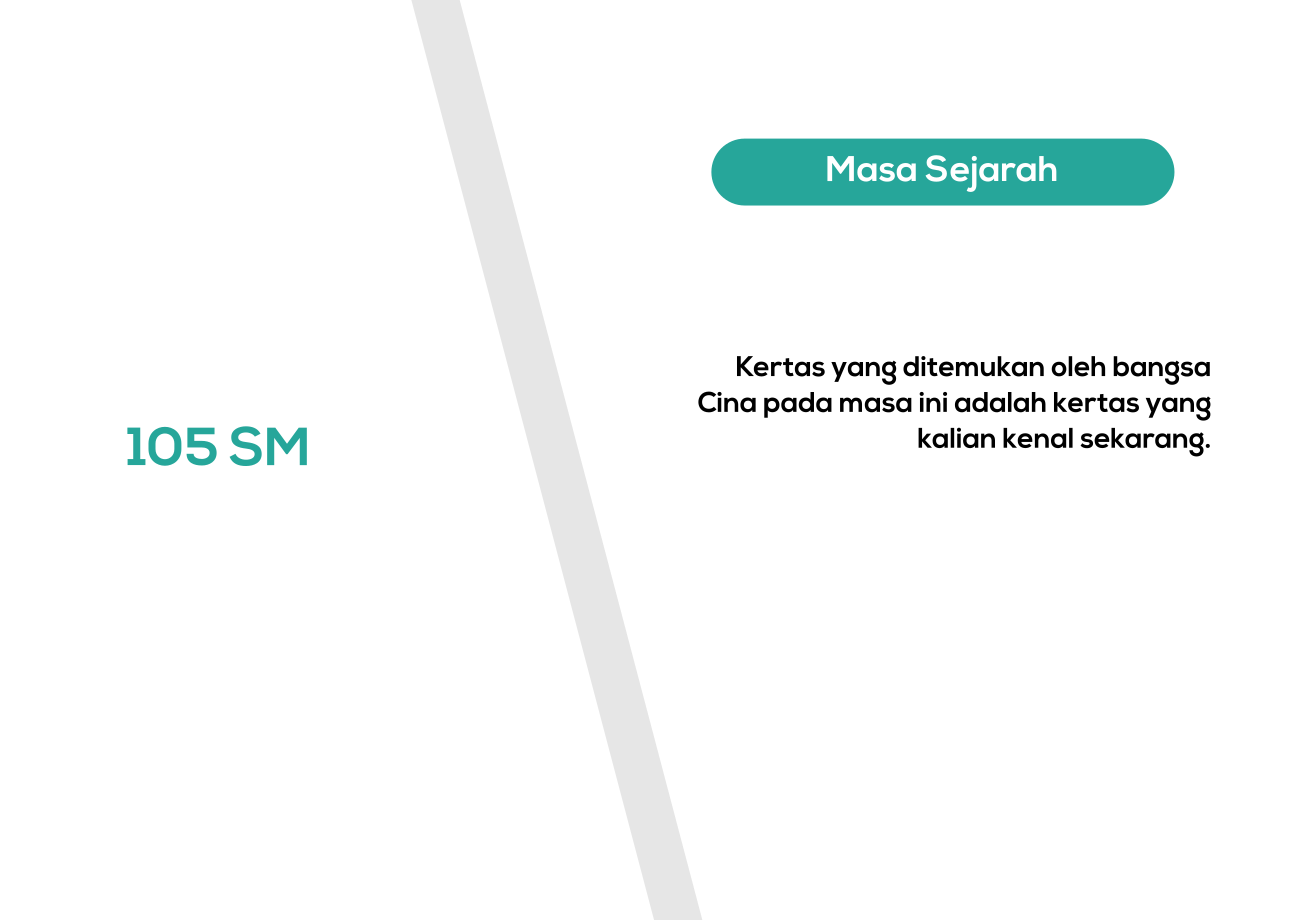 Masa Sejarah
105 SM
Kertas yang ditemukan oleh bangsa
Cina pada masa ini adalah kertas yang
kalian kenal sekarang.